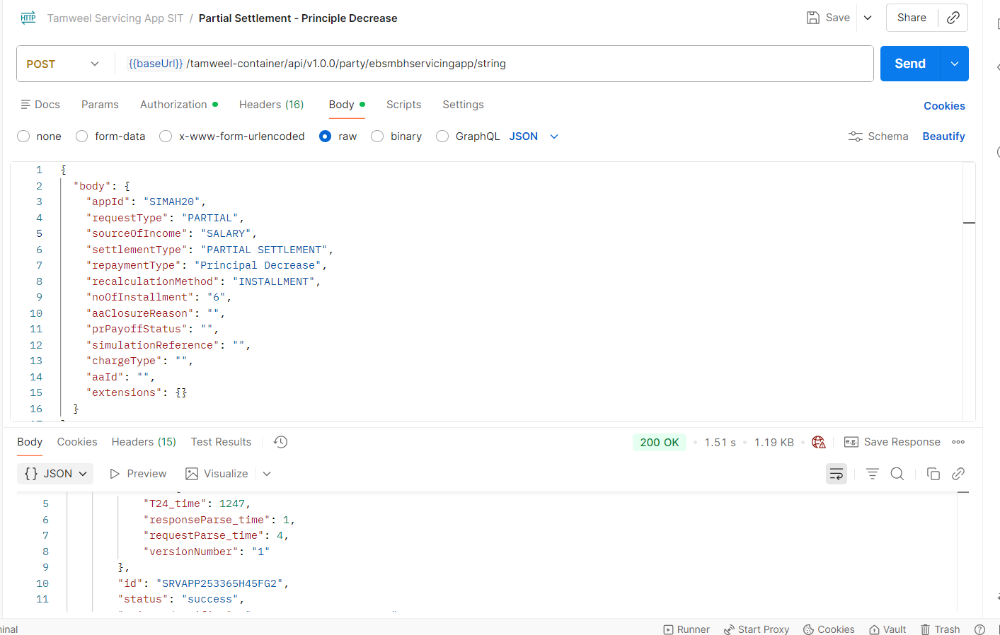 HTTP Tamweel Servicing App SIT / Partial Settlement - Principle Decrease Save Share
POST {{baseUrl}}/tamweel-container/api/v1.0.0/party/ebsmbhservicingapp/string Send
Docs Params Authorization Headers (16) Body Scripts Settings Cookies
none form-data x-www-form-urlencoded raw binary GraphQL JSON Schema Beautify
1 {
2 "body": {
3 "appId": "SIMAH20",
4 "requestType": "PARTIAL",
5 "sourceOfIncome": "SALARY",
6 "settlementType": "PARTIAL SETTLEMENT",
7 "repaymentType": "Principal Decrease",
8 "recalculationMethod": "INSTALLMENT",
9 "noOfInstallment": "6",
10 "aaClosureReason": "",
11 "prPayoffStatus": "",
12 "simulationReference": "",
13 "chargeType": "",
14 "aaId": "",
15 "extensions": {}
16 }
Body Cookies Headers (15) Test Results 200 OK • 1.51 s • 1.19 KB • e.g. Save Response
{} JSON Preview Visualize
5 "T24_time": 1247,
6 "responseParse_time": 1,
7 "requestParse_time": 4,
8 "versionNumber": "1"
9 },
10 "id": "SRVAPP253365H45FG2",
11 "status": "success",
inal Runner Start Proxy Cookies Vault Trash